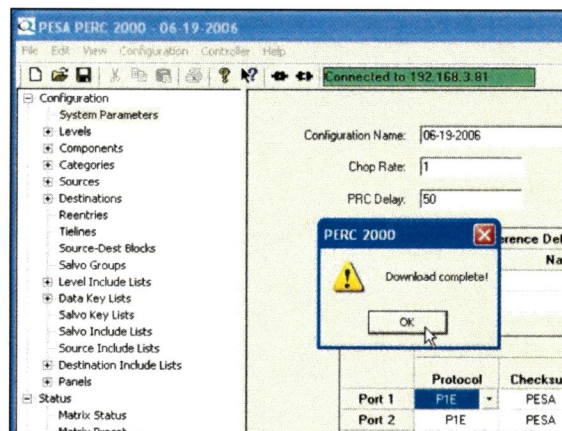 PESA PERC 2000 - 06-19-2006
File Edit View Configuration Controller Help
Connected to 192.168.3.81
Configuration
System Parameters
Levels
Components
Categories
Sources
Destinations
Reentries
Tielines
Source-Dest Blocks
Salvo Groups
Level Include Lists
Data Key Lists
Salvo Key Lists
Salvo Include Lists
Source Include Lists
Destination Include Lists
Panels
Status
Matrix Status
Configuration Name: 06-19-2006
Chop Rate: 1
PRC Delay: 50
PERC 2000
erence Del
Na
Download complete!
OK
Protocol Checksu
Port 1 P1E PESA
Port 2 P1E PESA